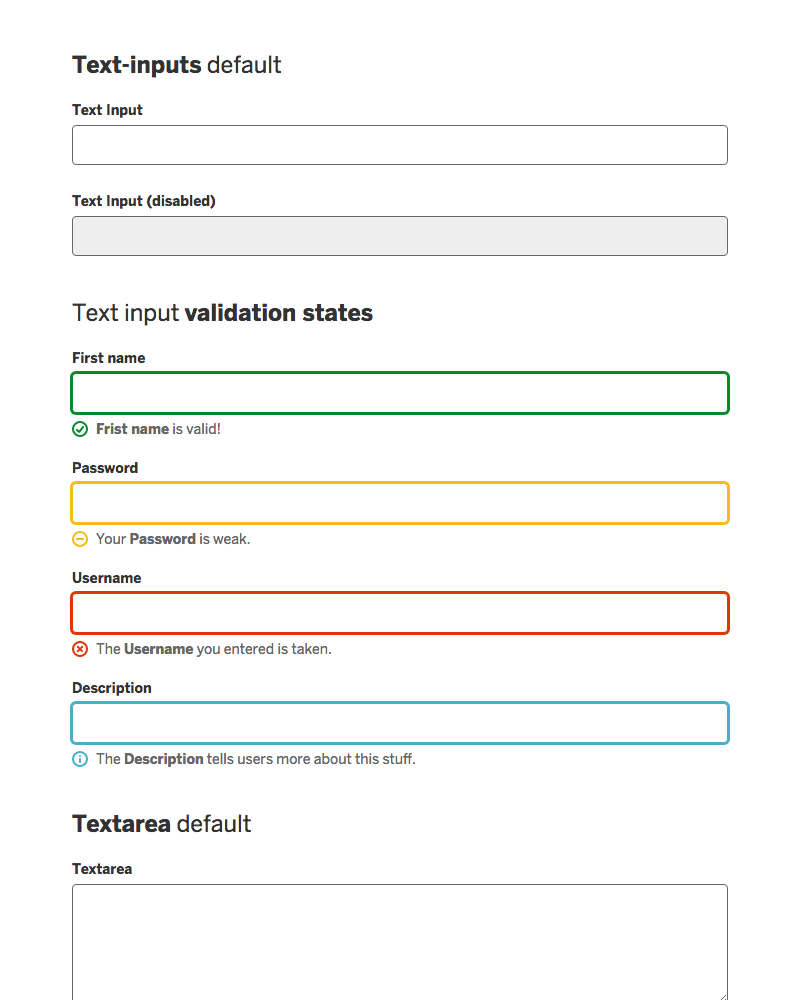 Text-inputs default
Text Input
Text Input (disabled)
Text input validation states
First name
Frist name is valid!
Password
Your Password is weak.
Username
The Username you entered is taken.
Description
The Description tells users more about this stuff.
Textarea default
Textarea